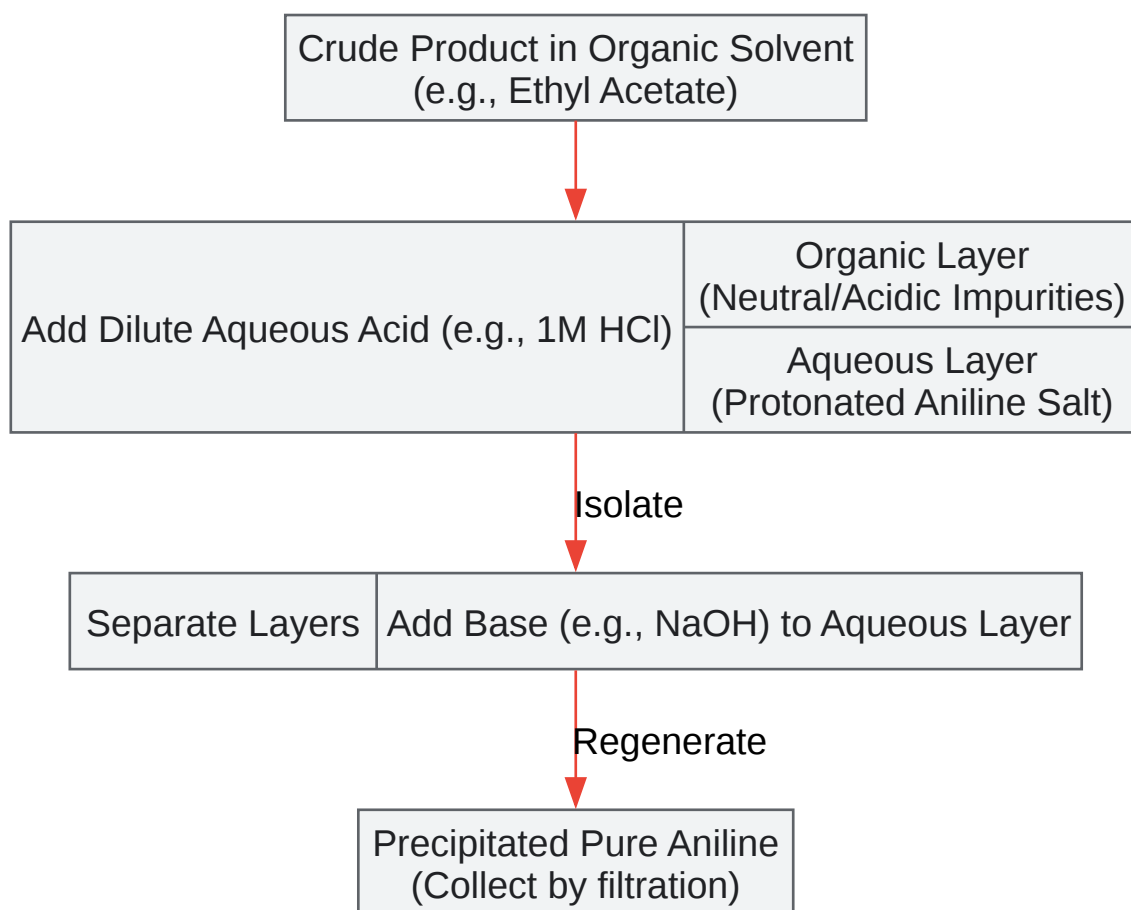 Crude Product in Organic Solvent
(e.g., Ethyl Acetate)
Add Dilute Aqueous Acid (e.g., 1M HCl)
Organic Layer
(Neutral/Acidic Impurities)
Aqueous Layer
(Protonated Aniline Salt)
Isolate
Separate Layers
Add Base (e.g., NaOH) to Aqueous Layer
Regenerate
Precipitated Pure Aniline
(Collect by filtration)